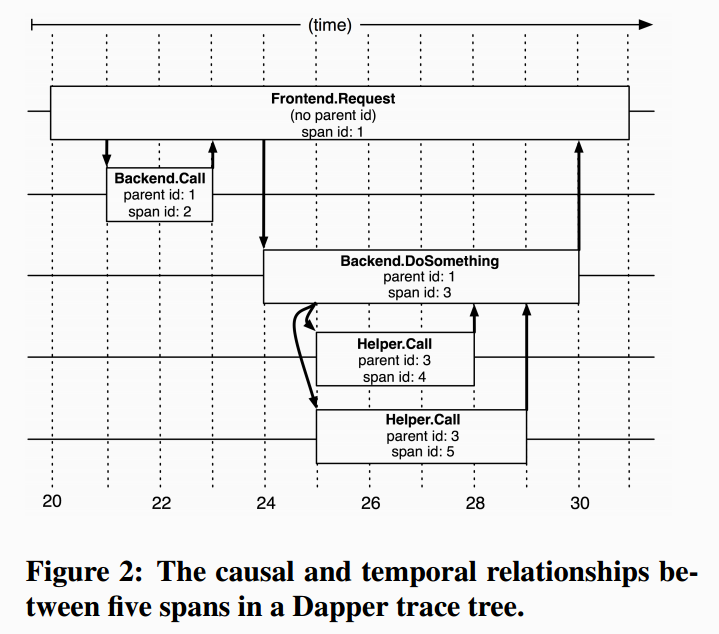 (time)
Frontend.Request
(no parent id)
span id: 1
Backend.Call
parent id: 1
span id: 2
Backend.DoSomething
parent id: 1
span id: 3
Helper.Call
parent id: 3
span id: 4
Helper.Call
parent id: 3
span id: 5
20 22 24 26 28 30
Figure 2: The causal and temporal relationships be-
tween five spans in a Dapper trace tree.